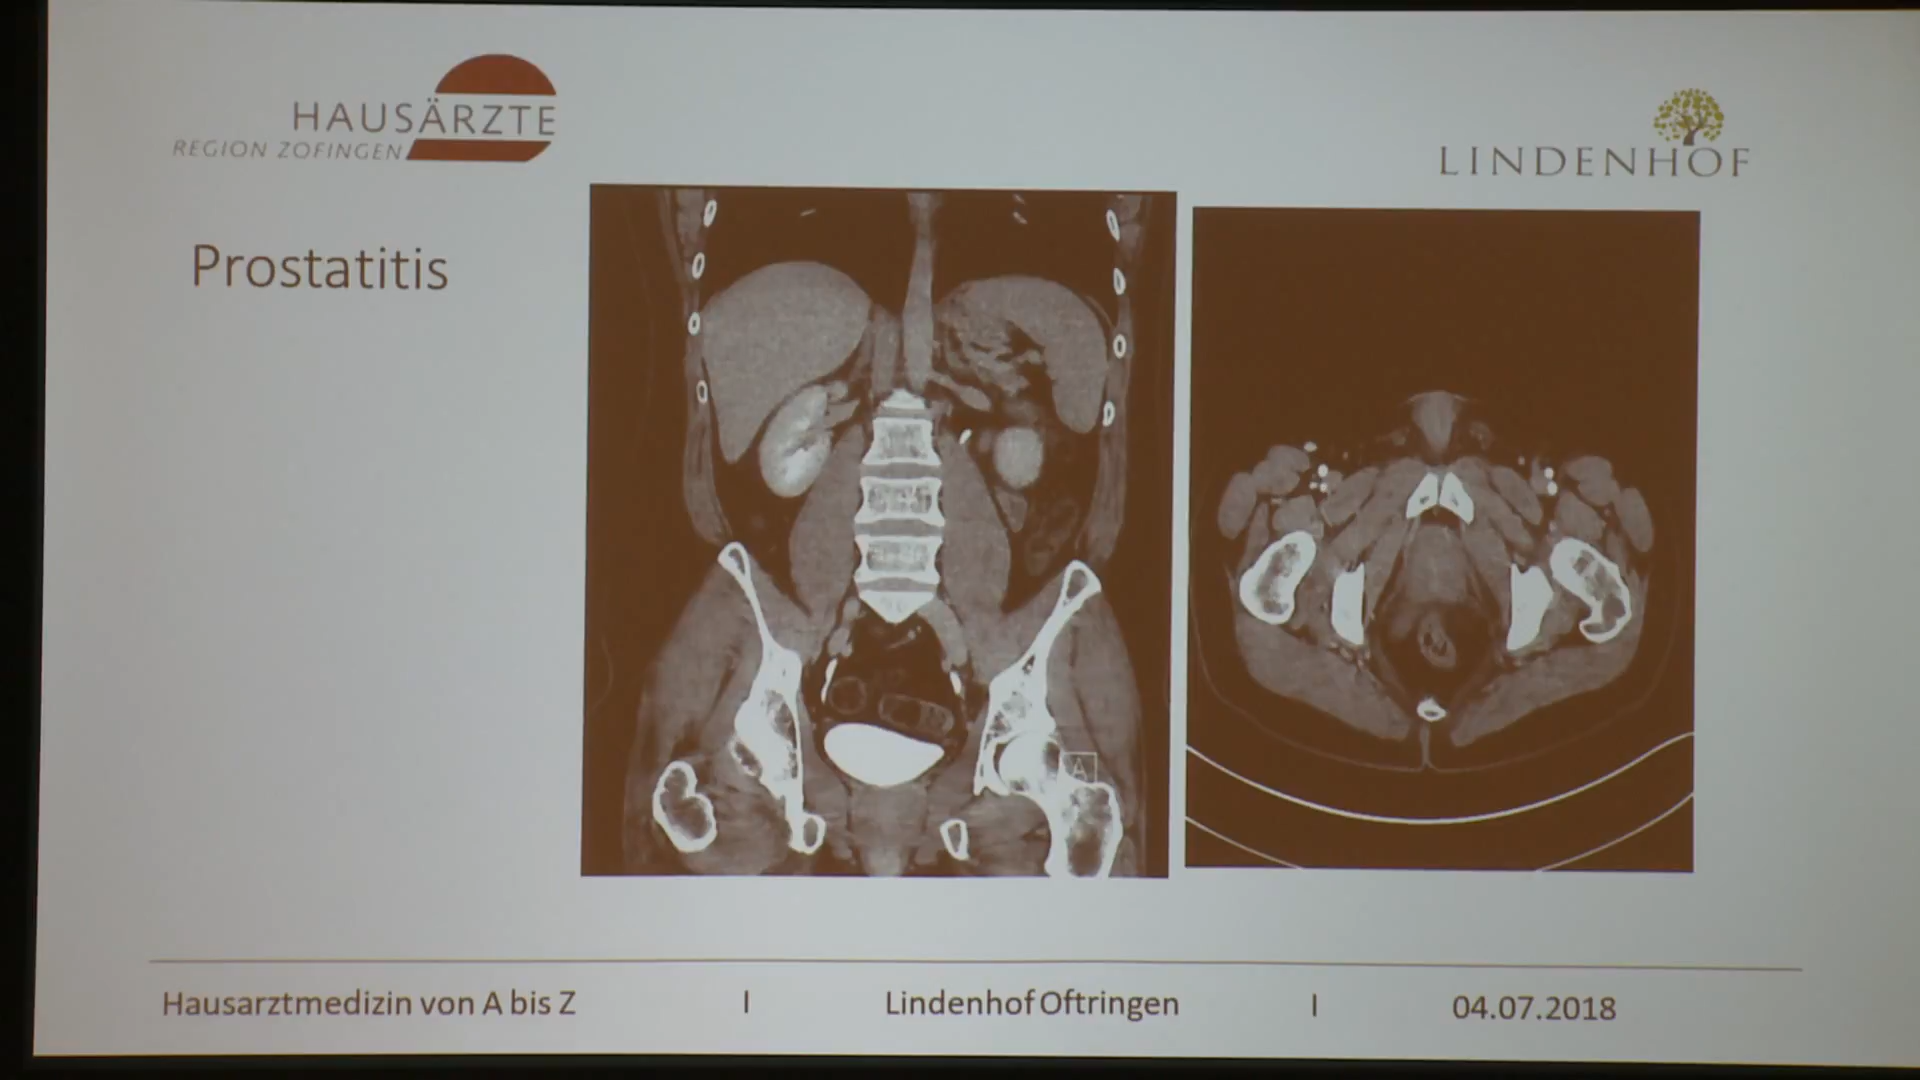 HAUSÄRZTE
REGION ZOFINGEN
LINDENHOF
Prostatitis
A
Hausarztmedizin von A bis Z | Lindenhof Oftringen | 04.07.2018